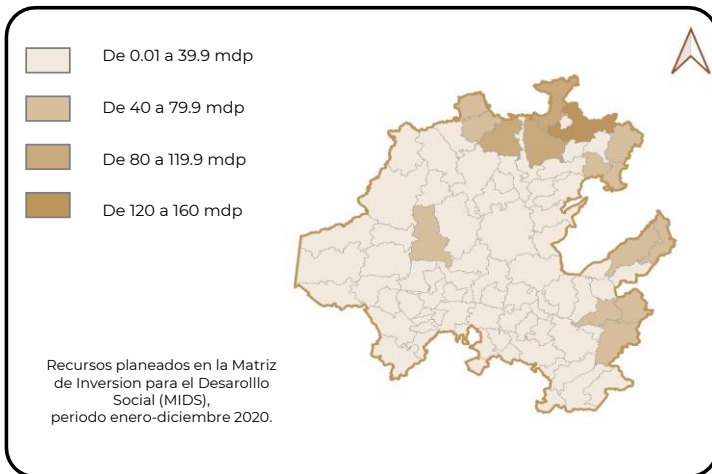 De 0.01 a 39.9 mdp
De 40 a 79.9 mdp
De 80 a 119.9 mdp
De 120 a 160 mdp
Recursos planeados en la Matriz
de Inversion para el Desarolllo
Social (MIDS),
periodo enero-diciembre 2020.